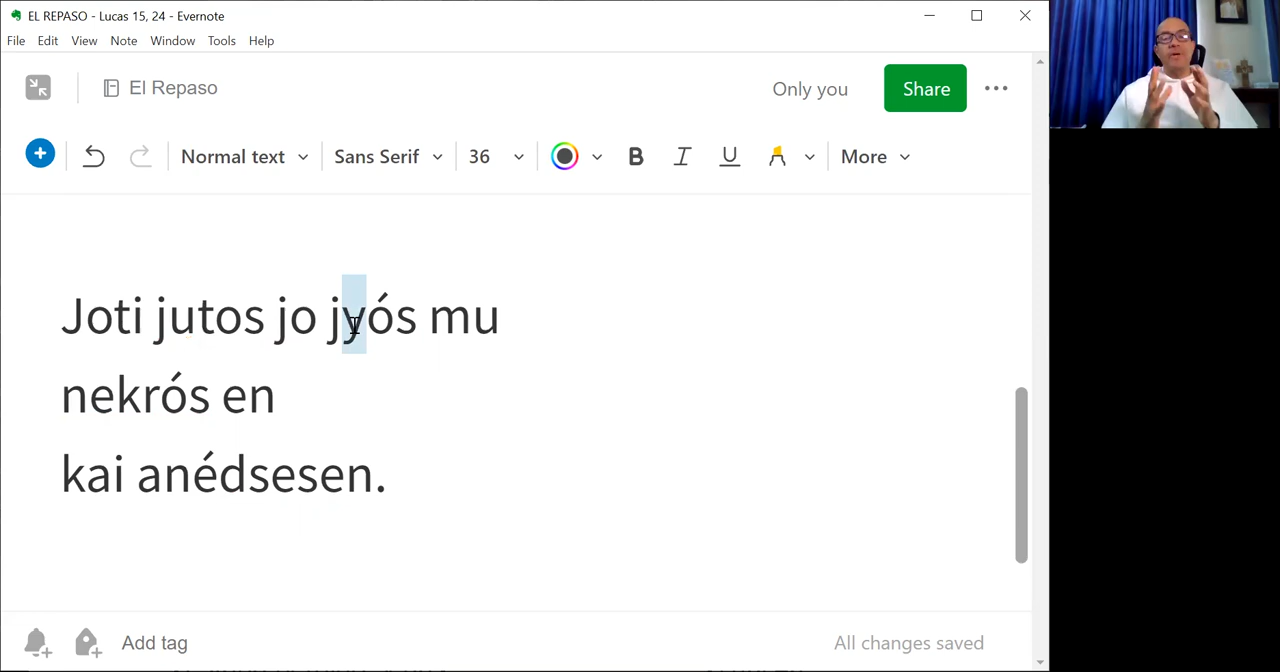 EL REPASO - Lucas 15, 24 - Evernote
File Edit View Note Window Tools Help
El Repaso
Only you
Share
Normal text
Sans Serif
36
B I U
More
Joti jutos jo jyós mu
nekrós en
kai anédsesen.
Add tag
All changes saved